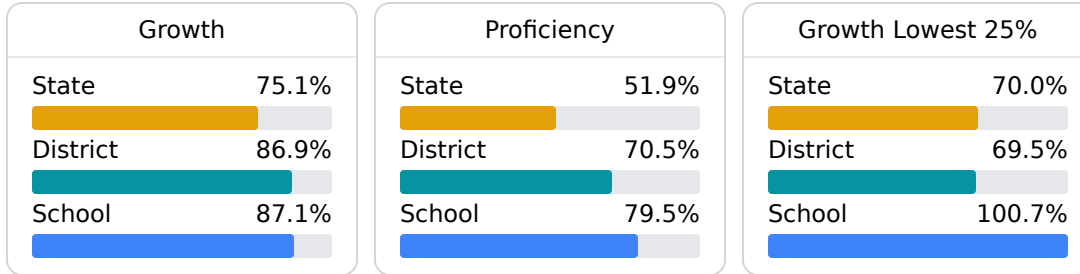 Growth
State 75.1%
District 86.9%
School 87.1%
Proficiency
State 51.9%
District 70.5%
School 79.5%
Growth Lowest 25%
State 70.0%
District 69.5%
School 100.7%